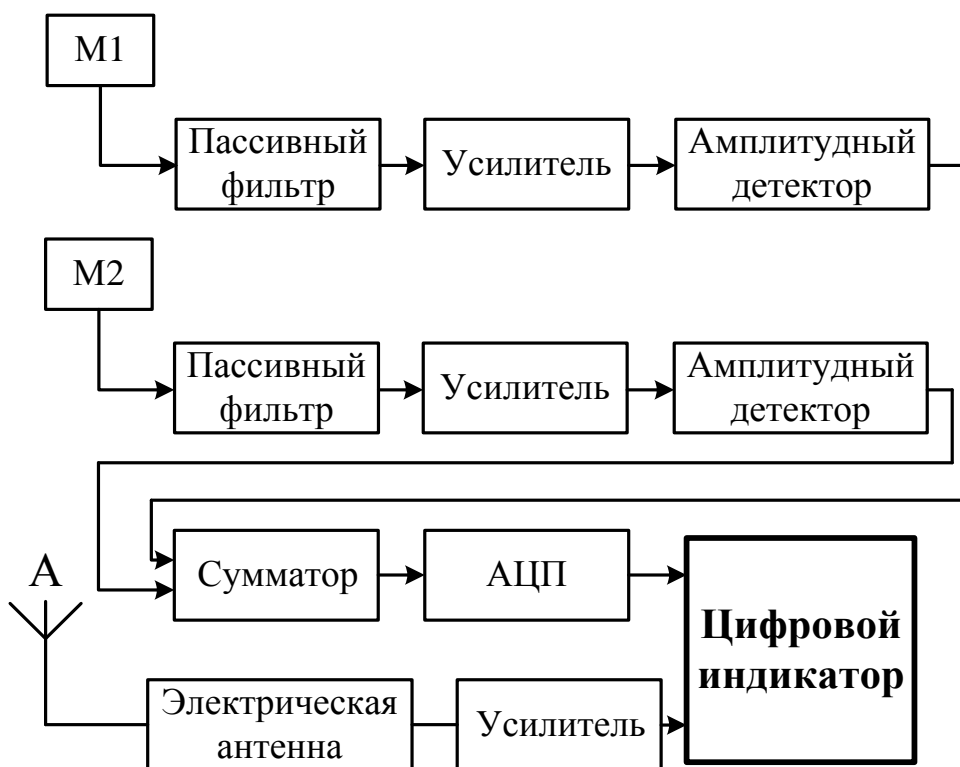 М1
Пассивный
фильтр
Усилитель
Амплитудный
детектор
М2
Пассивный
фильтр
Усилитель
Амплитудный
детектор
А
Сумматор
АЦП
Цифровой
индикатор
Электрическая
антенна
Усилитель